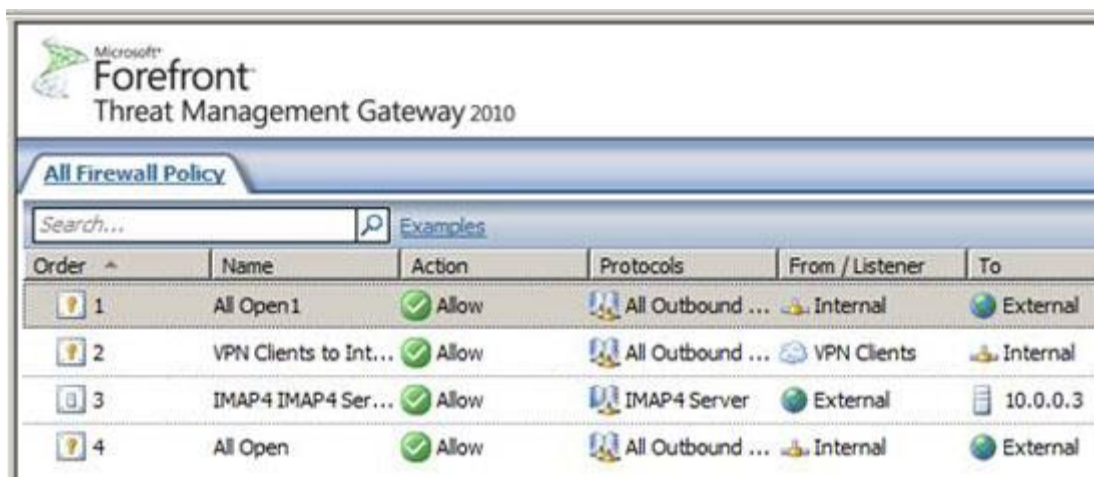 Microsoft
Forefront
Threat Management Gateway 2010
All Firewall Policy
Search... Examples
Order Name Action Protocols From / Listener To
1 All Open1 Allow All Outbound ... Internal External
2 VPN Clients to Int... Allow All Outbound ... VPN Clients Internal
3 IMAP4 IMAP4 Ser... Allow IMAP4 Server External 10.0.0.3
4 All Open Allow All Outbound ... Internal External